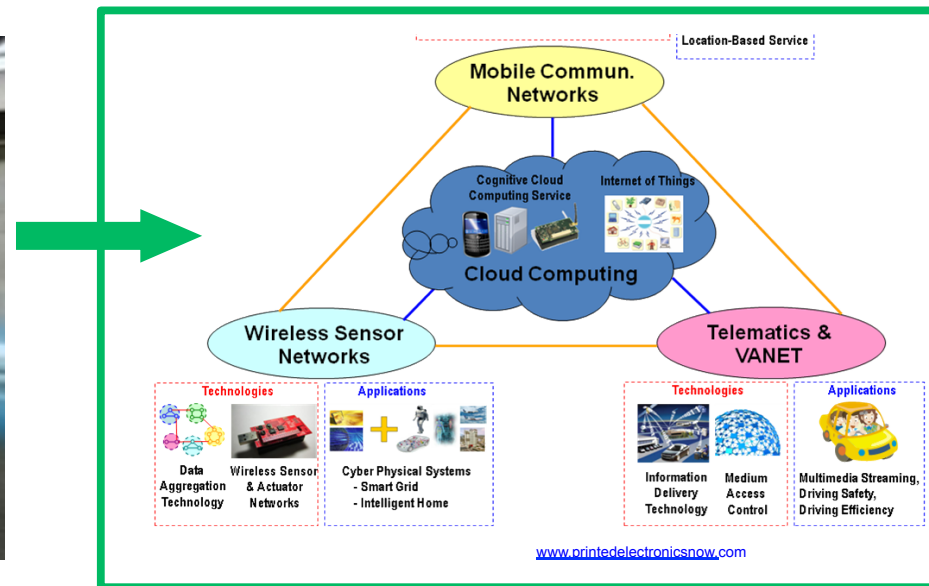 Location-Based Service
Mobile Commun.
Networks
Cognitive Cloud
Computing Service
Internet of Things
Cloud Computing
Wireless Sensor
Networks
Telematics &
VANET
Technologies
Data
Aggregation
Technology
Wireless Sensor
& Actuator
Networks
Applications
Cyber Physical Systems
- Smart Grid
- Intelligent Home
Technologies
Information
Delivery
Technology
Medium
Access
Control
Applications
Multimedia Streaming,
Driving Safety,
Driving Efficiency
www.printedelectronicsnow.com